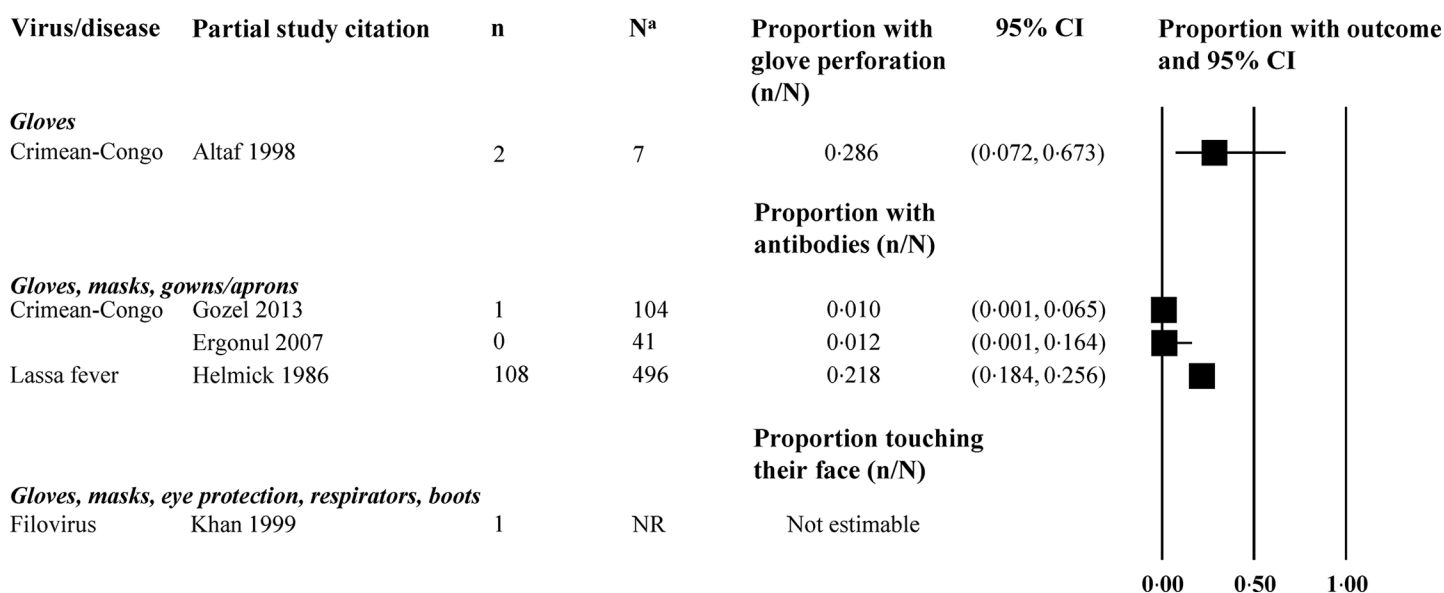 Virus/disease Partial study citation n Nᵃ Proportion with 95% CI Proportion with outcome
glove perforation and 95% CI
(n/N)
Gloves
Crimean-Congo Altaf 1998 2 7 0·286 (0·072, 0·673)
Proportion with
antibodies (n/N)
Gloves, masks, gowns/aprons
Crimean-Congo Gozel 2013 1 104 0·010 (0·001, 0·065)
Ergonul 2007 0 41 0·012 (0·001, 0·164)
Lassa fever Helmick 1986 108 496 0·218 (0·184, 0·256)
Proportion touching
their face (n/N)
Gloves, masks, eye protection, respirators, boots
Filovirus Khan 1999 1 NR Not estimable
0·00 0·50 1·00